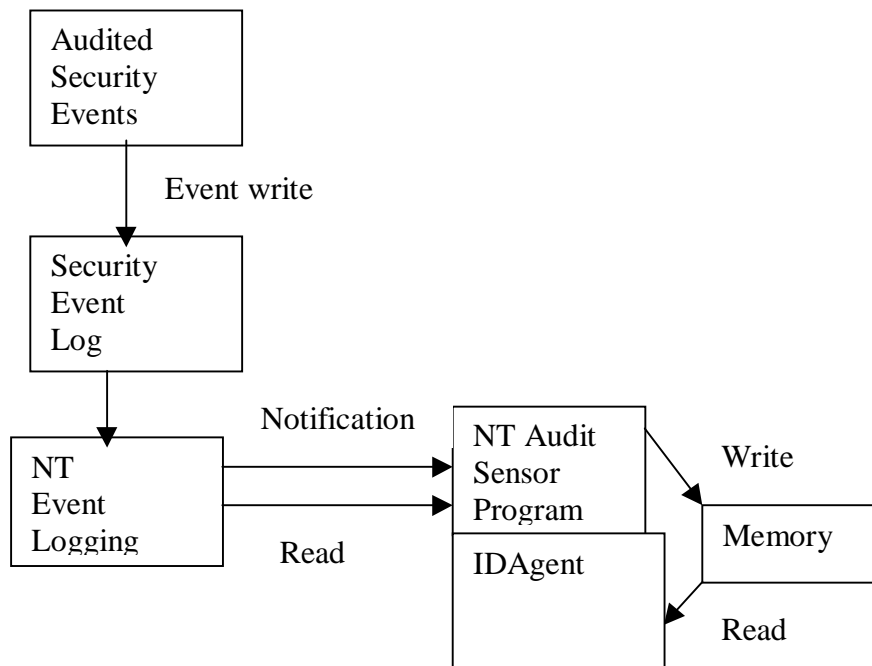 Audited
Security
Events
Event write
Security
Event
Log
Notification
NT
Event
Logging
Read
NT Audit
Sensor
Program
IDAgent
Write
Memory
Read